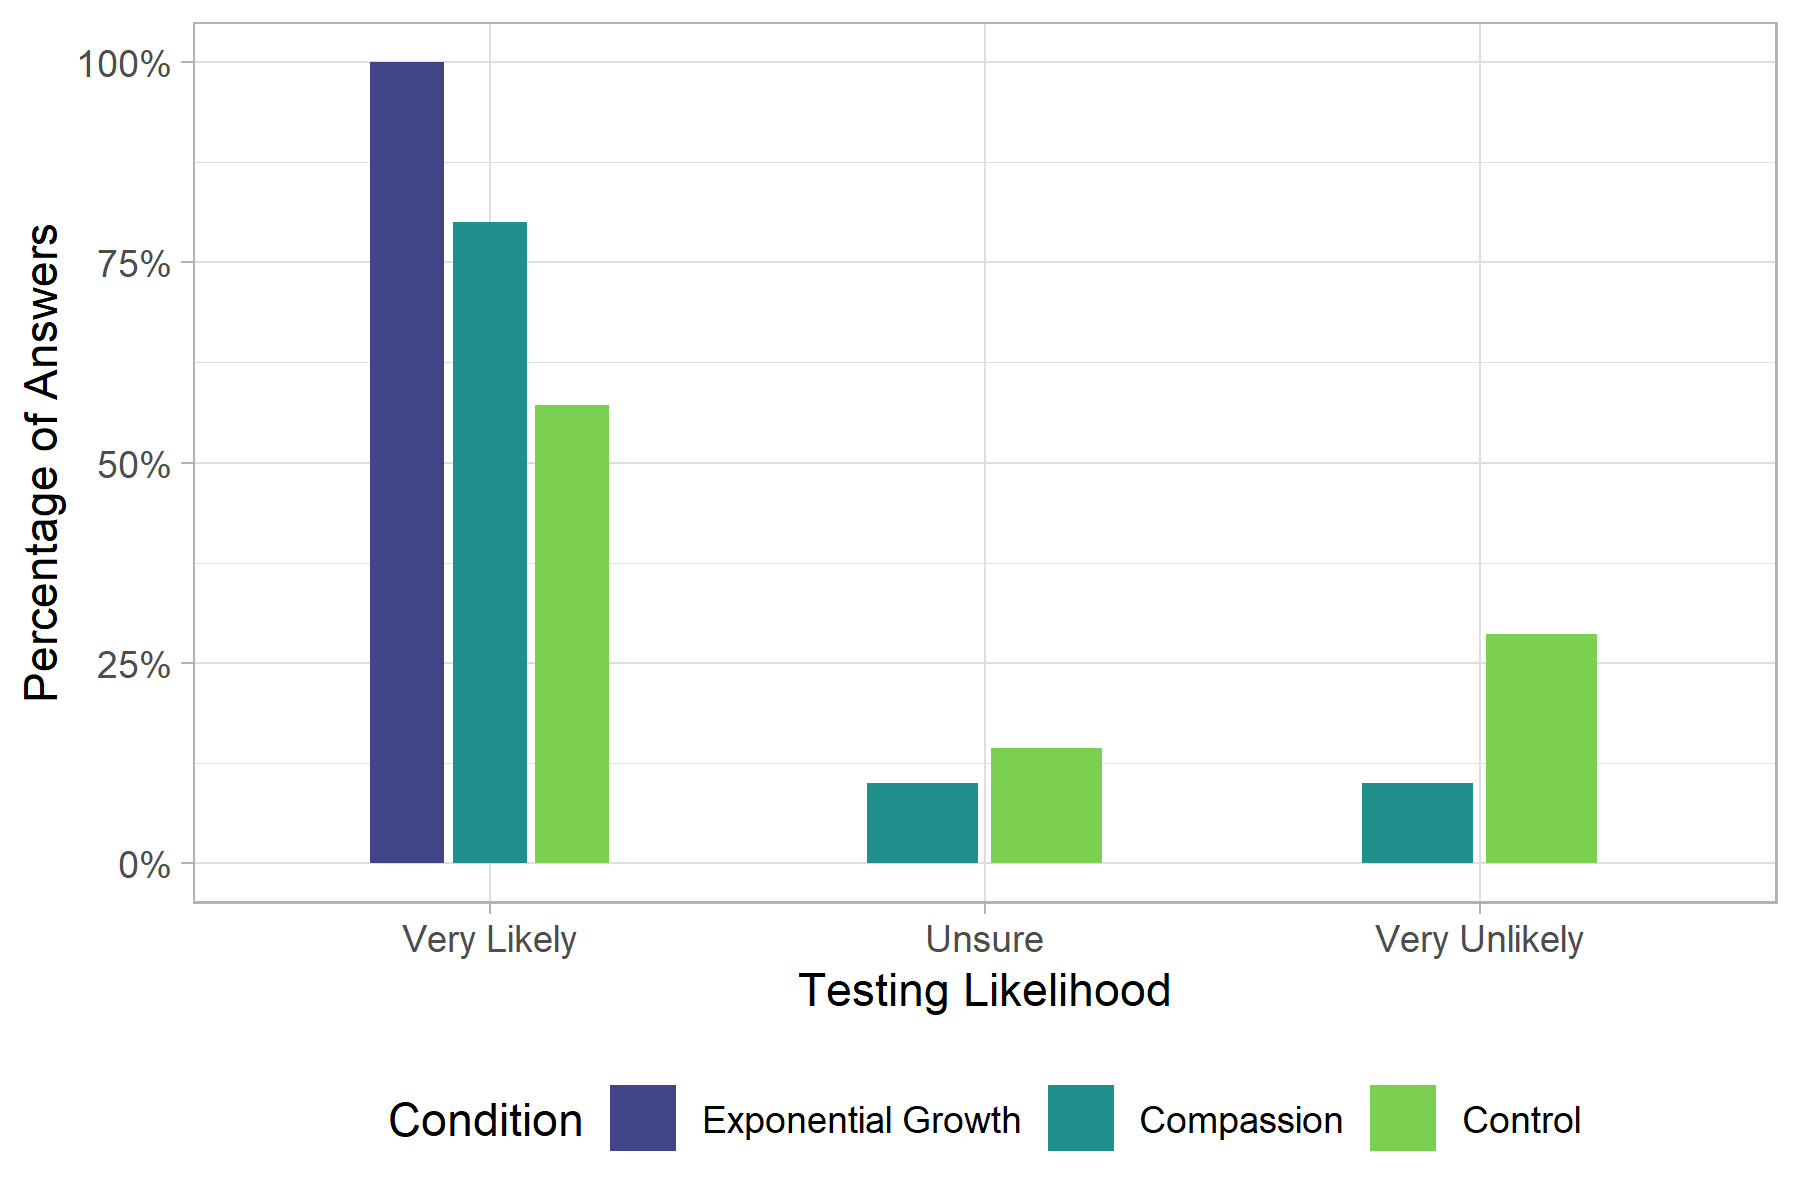 Percentage of Answers
100%
75%
50%
25%
0%
Very Likely Unsure Very Unlikely
Testing Likelihood
Condition Exponential Growth Compassion Control